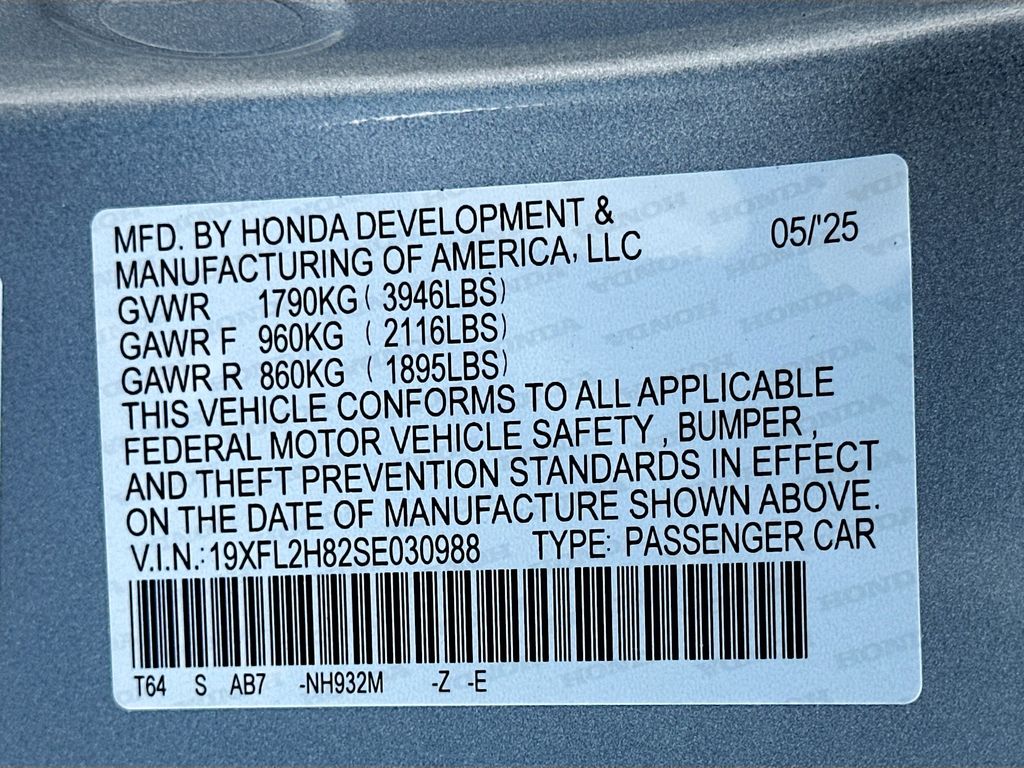 MFD. BY HONDA DEVELOPMENT &
MANUFACTURING OF AMERICA, LLC 05/'25
GVWR 1790KG ( 3946LBS)
GAWR F 960KG ( 2116LBS)
GAWR R 860KG ( 1895LBS)
THIS VEHICLE CONFORMS TO ALL APPLICABLE
FEDERAL MOTOR VEHICLE SAFETY , BUMPER ,
AND THEFT PREVENTION STANDARDS IN EFFECT
ON THE DATE OF MANUFACTURE SHOWN ABOVE.
V.I.N.: 19XFL2H82SE030988 TYPE: PASSENGER CAR
T64 S AB7 -NH932M -Z -E